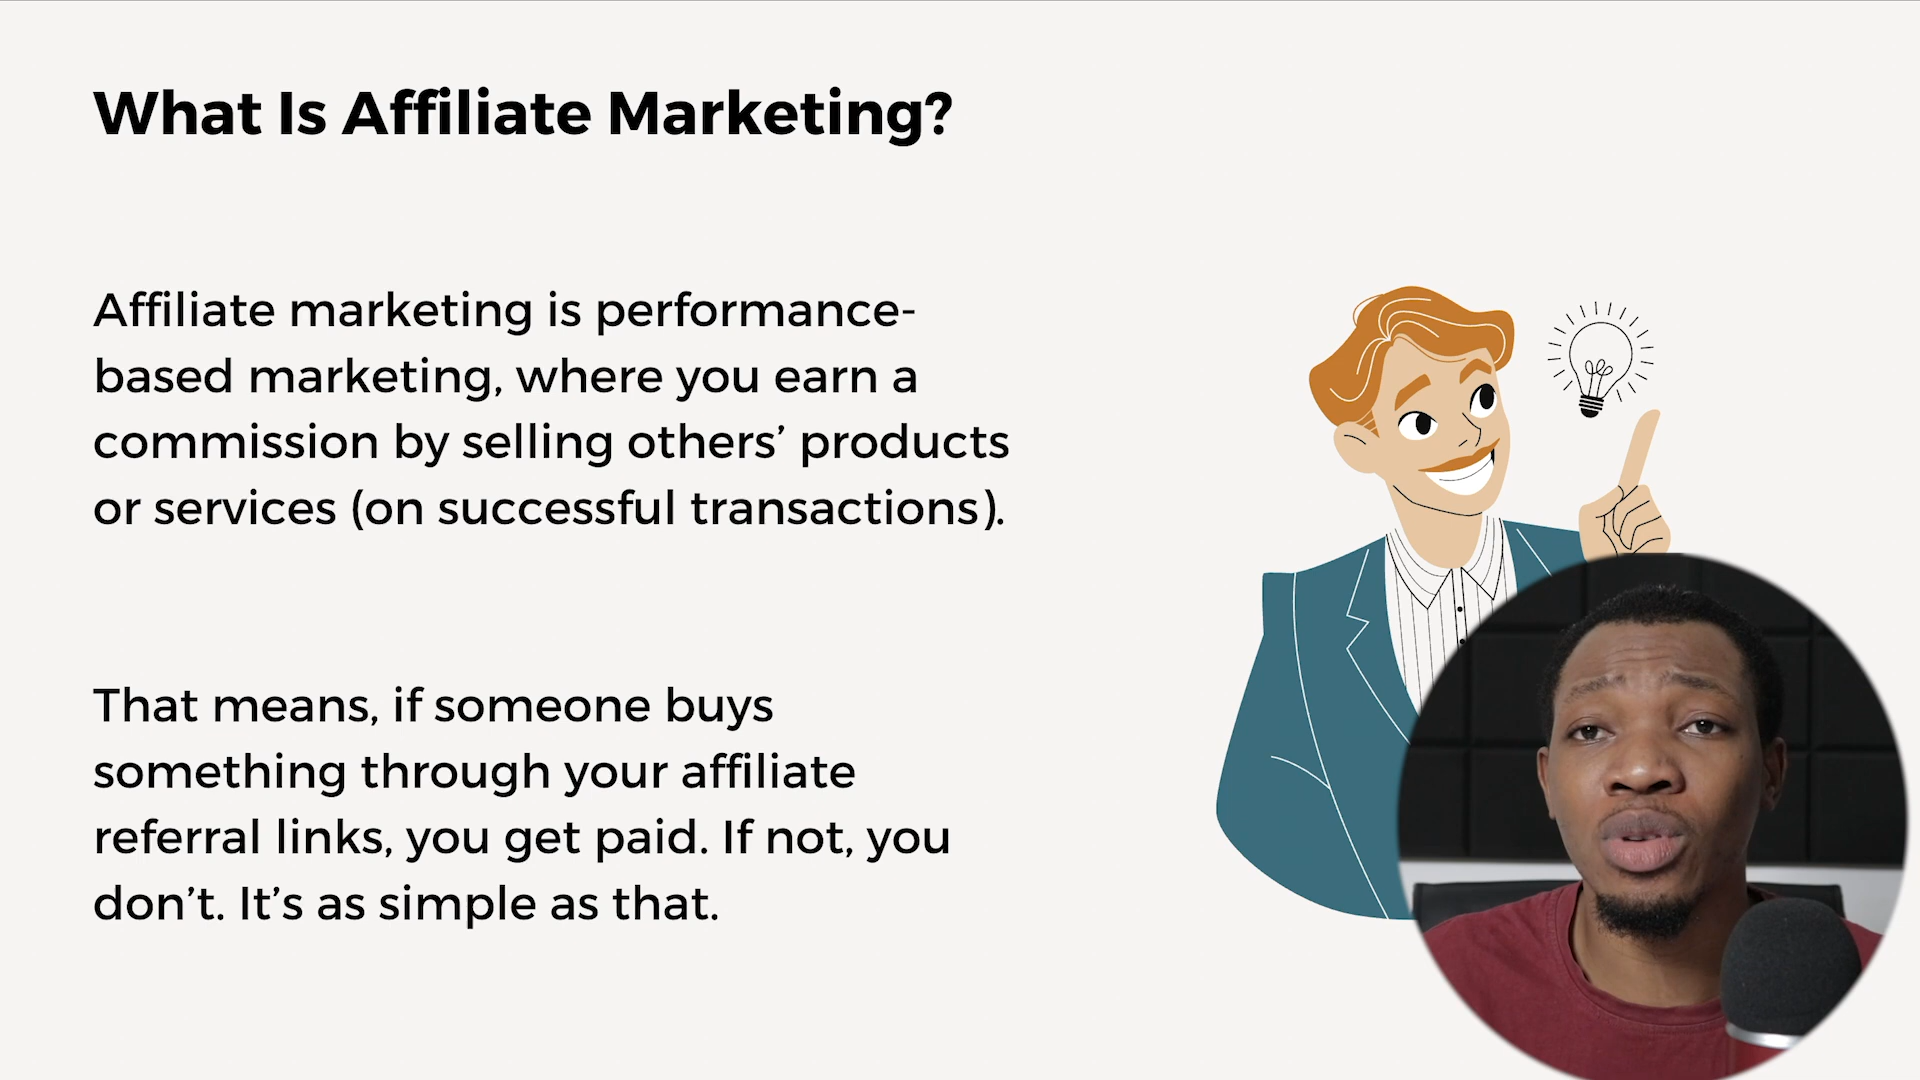 What Is Affiliate Marketing?
Affiliate marketing is performance-
based marketing, where you earn a
commission by selling others’ products
or services (on successful transactions).
That means, if someone buys
something through your affiliate
referral links, you get paid. If not, you
don’t. It’s as simple as that.